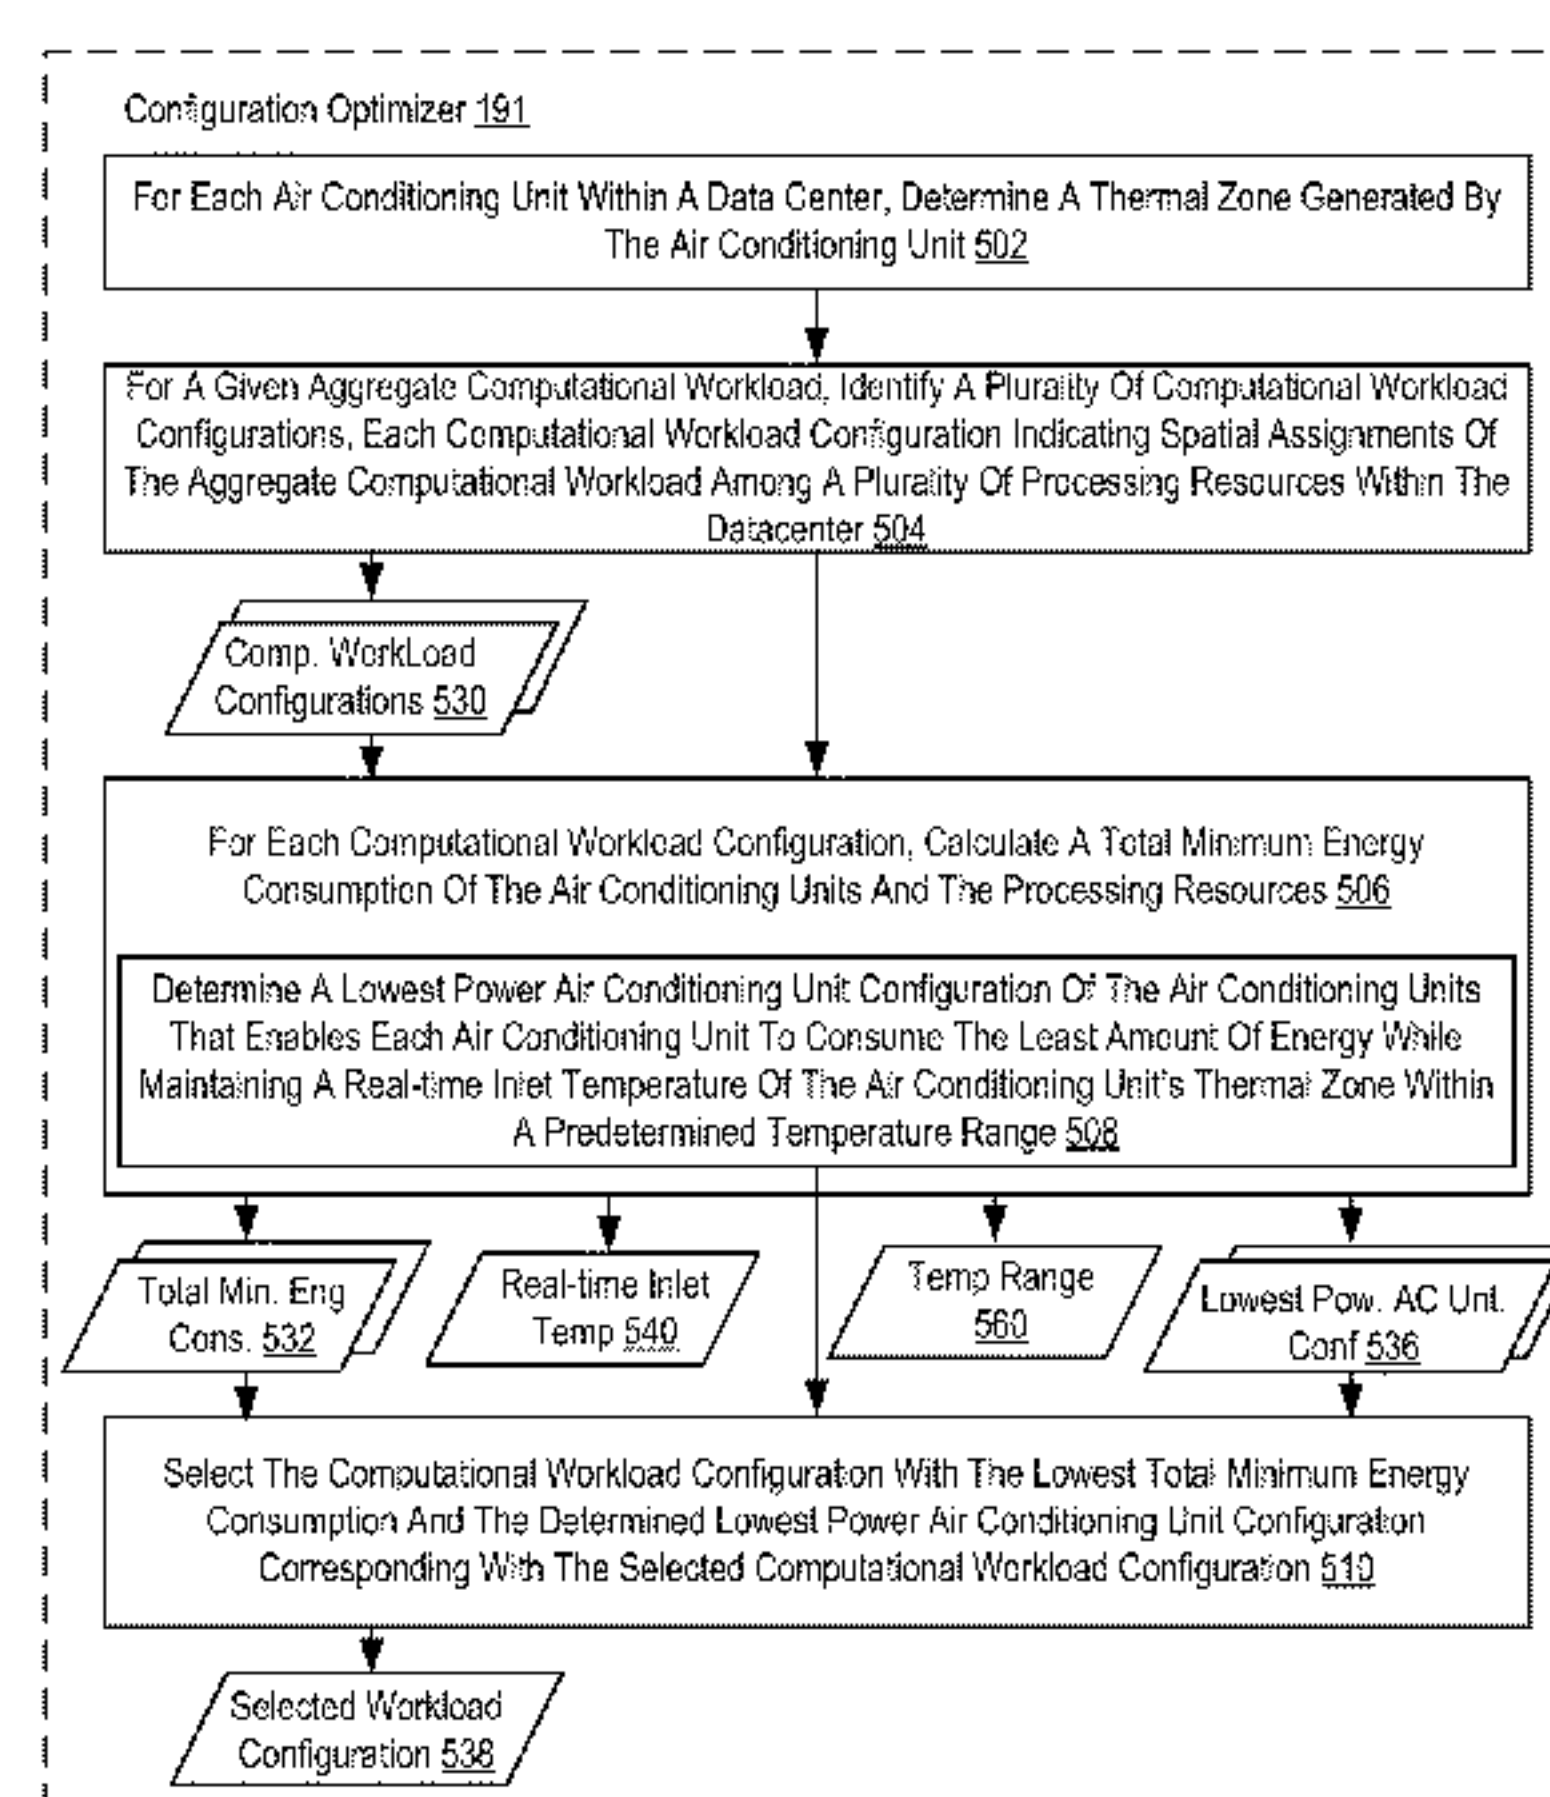 Configuration Optimizer 191
For Each Air Conditioning Unit Within A Data Center, Determine A Thermal Zone Generated By
The Air Conditioning Unit 502
For A Given Aggregate Computational Workload, Identify A Plurality Of Computational Workload
Configurations, Each Computational Workload Configuration Indicating Spatial Assignments Of
The Aggregate Computational Workload Among A Plurality Of Processing Resources Within The
Datacenter 504
Comp. WorkLoad
Configurations 530
For Each Computational Workload Configuration, Calculate A Total Minimum Energy
Consumption Of The Air Conditioning Units And The Processing Resources 506
Determine A Lowest Power Air Conditioning Unit Configuration Of The Air Conditioning Units
That Enables Each Air Conditioning Unit To Consume The Least Amount Of Energy While
Maintaining A Real-time Inlet Temperature Of The Air Conditioning Unit's Thermal Zone Within
A Predetermined Temperature Range 508
Total Min. Eng
Cons. 532
Real-time Inlet
Temp 540
Temp Range
560
Lowest Pow. AC Unt.
Conf 536
Select The Computational Workload Configuration With The Lowest Total Minimum Energy
Consumption And The Determined Lowest Power Air Conditioning Unit Configuration
Corresponding With The Selected Computational Workload Configuration 510
Selected Workload
Configuration 538